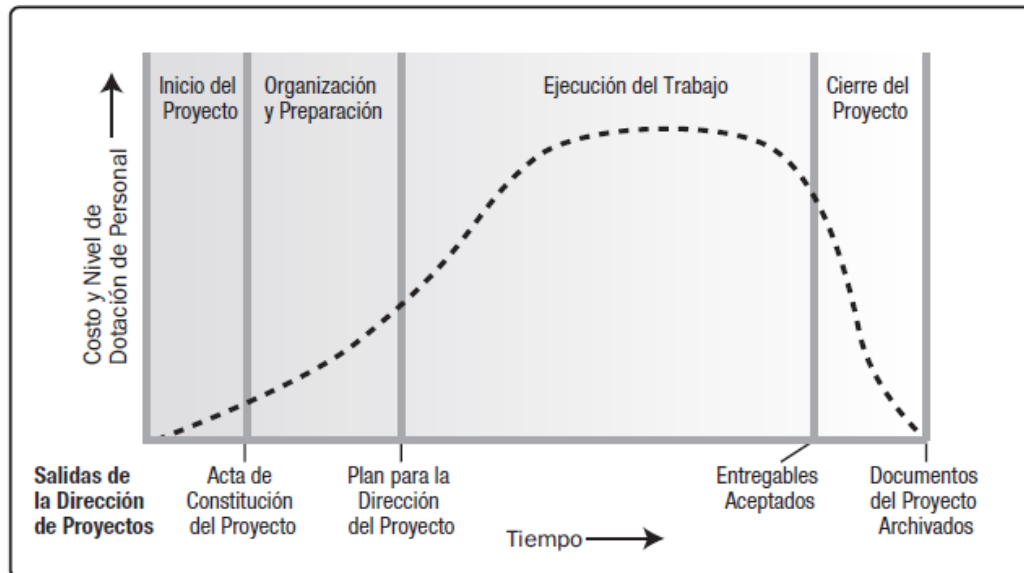 Inicio del
Proyecto
Organización
y Preparación
Ejecución del Trabajo
Cierre del
Proyecto
Costo y Nivel de
Dotación de Personal
Salidas de
la Dirección
de Proyectos
Acta de
Constitución
del Proyecto
Plan para la
Dirección
del Proyecto
Entregables
Aceptados
Documentos
del Proyecto
Archivados
Tiempo